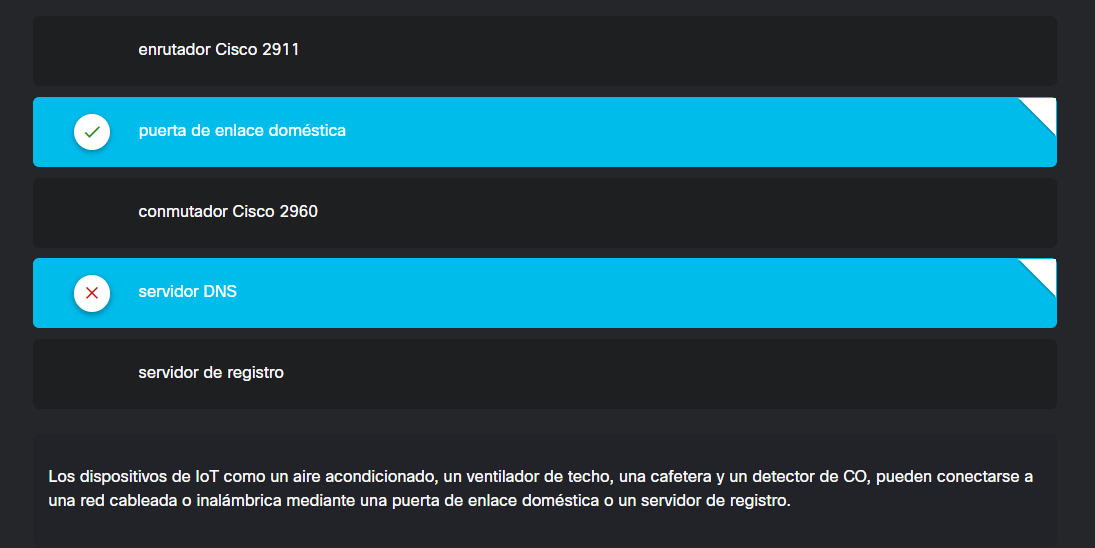 enrutador Cisco 2911
puerta de enlace doméstica
conmutador Cisco 2960
servidor DNS
servidor de registro
Los dispositivos de IoT como un aire acondicionado, un ventilador de techo, una cafetera y un detector de CO, pueden conectarse a
una red cableada o inalámbrica mediante una puerta de enlace doméstica o un servidor de registro.